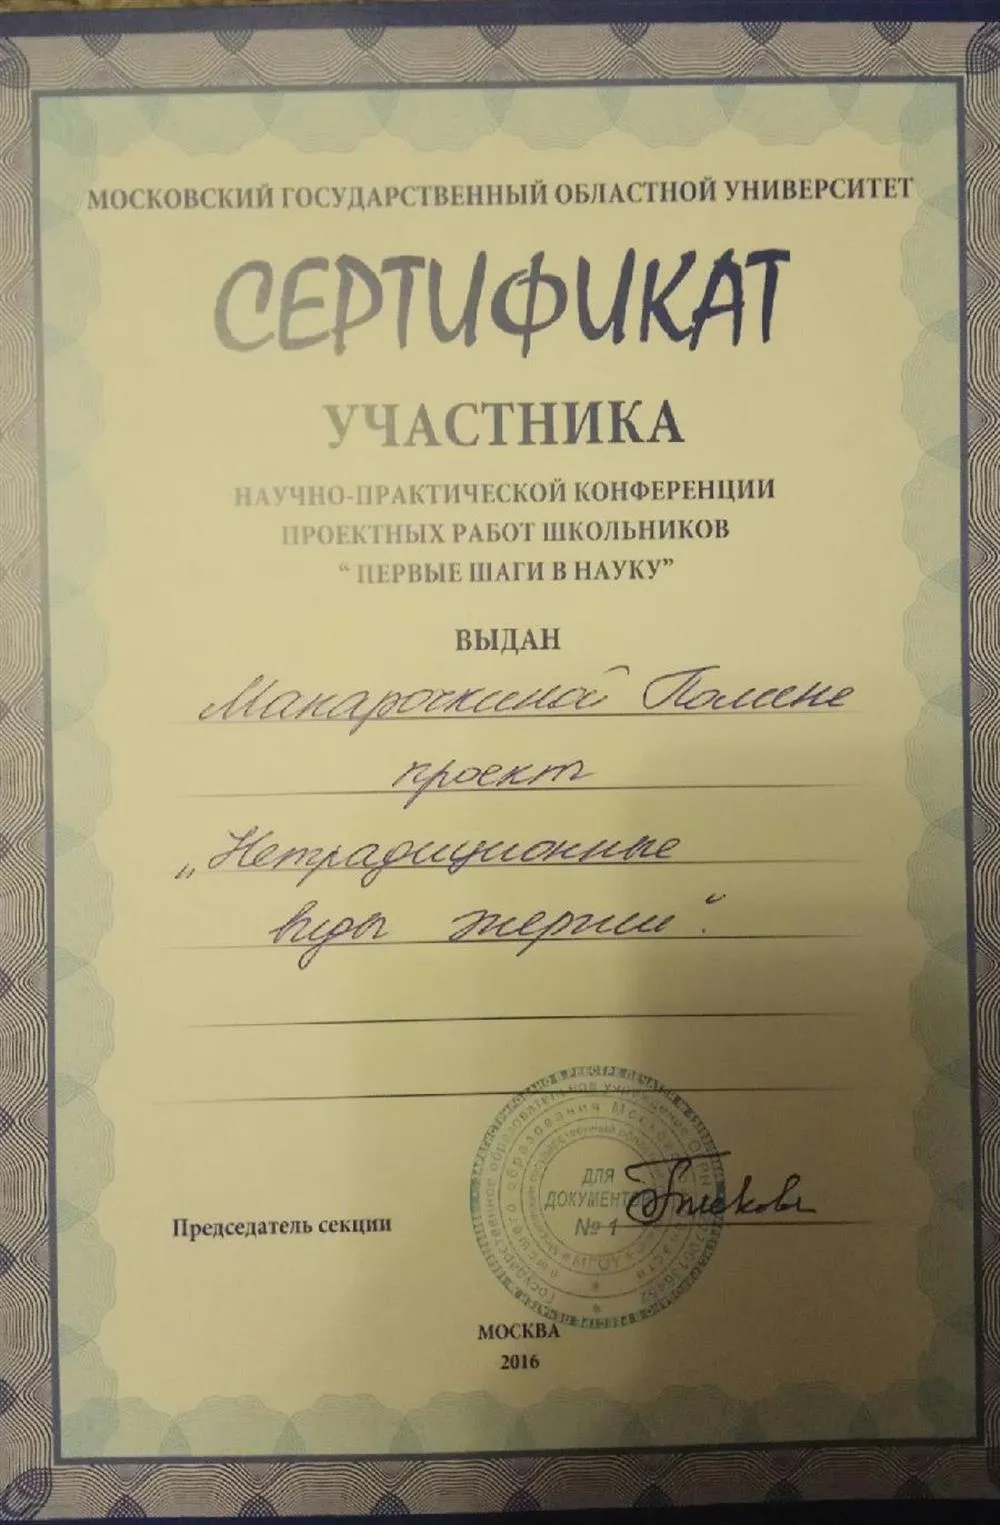 МОСКОВСКИЙ ГОСУДАРСТВЕННЫЙ ОБЛАСТНОЙ УНИВЕРСИТЕТ
СЕРТИФИКАТ
УЧАСТНИКА
НАУЧНО-ПРАКТИЧЕСКОЙ КОНФЕРЕНЦИИ
ПРОЕКТНЫХ РАБОТ ШКОЛЬНИКОВ
“ ПЕРВЫЕ ШАГИ В НАУКУ”
ВЫДАН
Макарочкиной Полине
проект
„Нетрадиционные
виды энергии“.
ДЛЯ
ДОКУМЕНТОВ
№ 1
МГОУ
Председатель секции
МОСКВА
2016